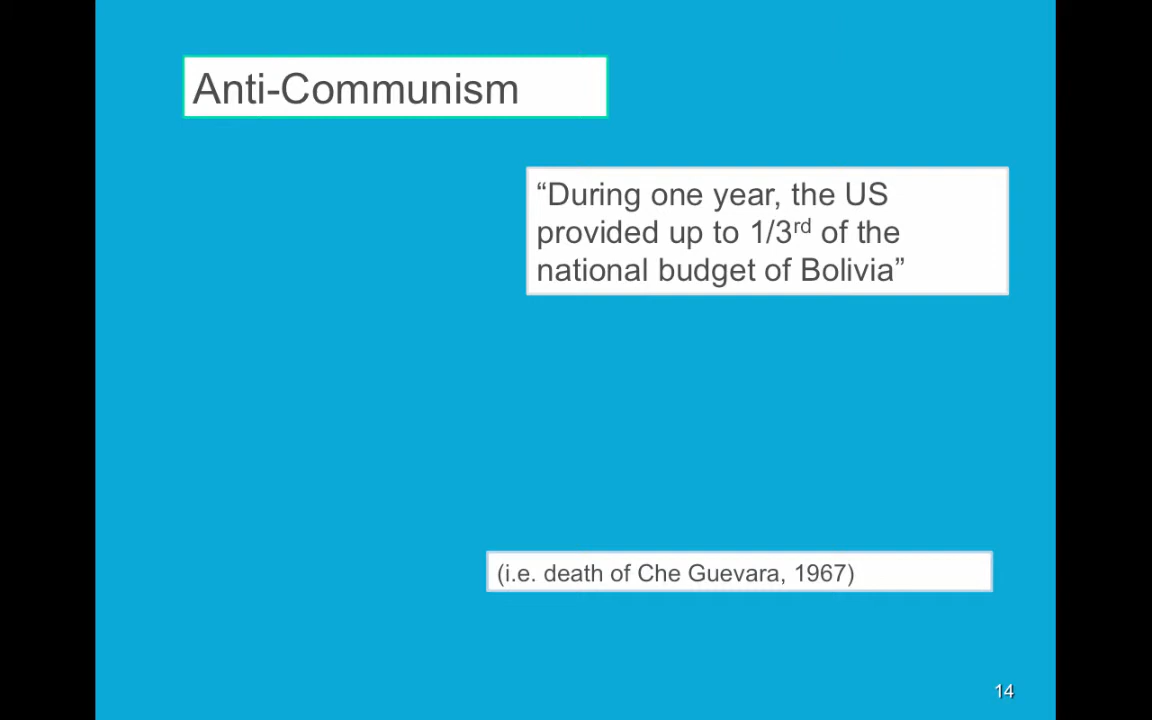 Anti-Communism
“During one year, the US
provided up to 1/3rd of the
national budget of Bolivia”
(i.e. death of Che Guevara, 1967)
14